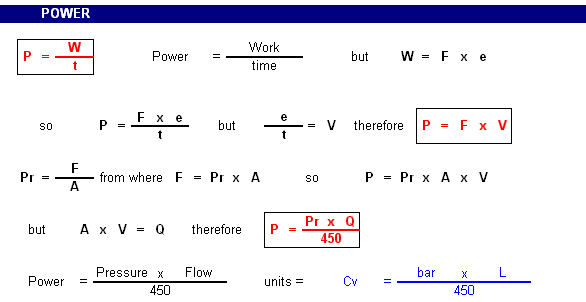 POWER
P = W / t    Power = Work / time    but    W = F x e
so    P = F x e / t    but    e / t = V    therefore    P = F x V
Pr = F / A    from where    F = Pr x A    so    P = Pr x A x V
but    A x V = Q    therefore    P = Pr x Q / 450
Power = Pressure x Flow / 450    units =    Cv = bar x L / 450